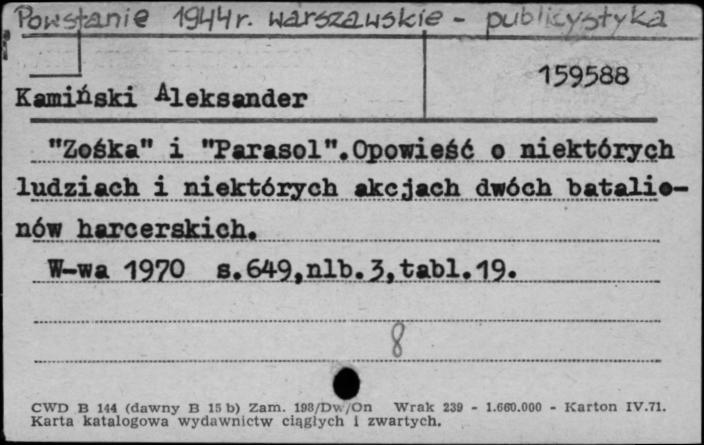 Powstanie 1944r. warszawskie - publicystyka
159588
Kamiński Aleksander
"Zośka" i "Parasol".Opowieść o niektórych
ludziach i niektórych akcjach dwóch batalio-
nów harcerskich.
W-wa 1970 s.649,nlb.3,tabl.19.
8
CWD B 144 (dawny B 15 b) Zam. 198/Dw/On Wrak 239 - 1.660.000 - Karton IV.71.
Karta katalogowa wydawnictw ciągłych i zwartych.